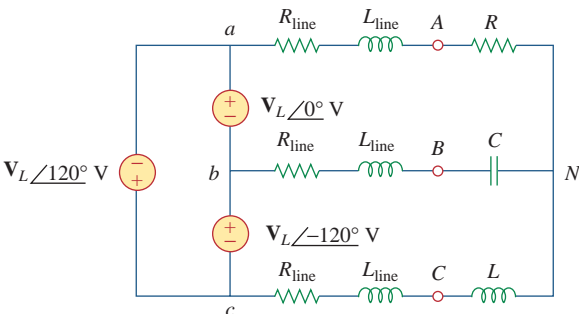 a R_line L_line A R
+
−
V_L∠0° V
R_line L_line B C
V_L∠120° V
−
+
b N
+
−
V_L∠−120° V
R_line L_line C L
c